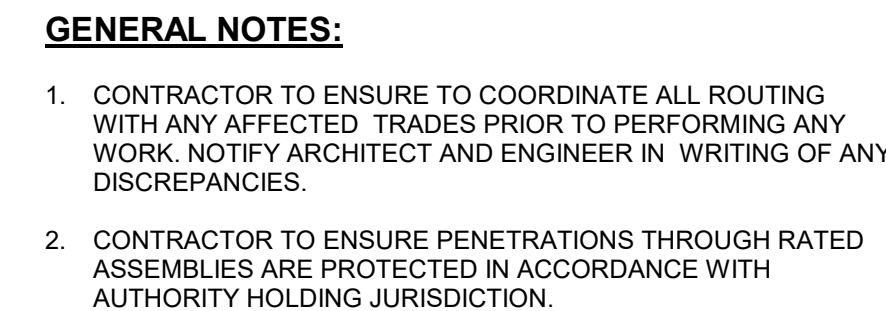 GENERAL NOTES:
1. CONTRACTOR TO ENSURE TO COORDINATE ALL ROUTING
WITH ANY AFFECTED TRADES PRIOR TO PERFORMING ANY
WORK. NOTIFY ARCHITECT AND ENGINEER IN WRITING OF ANY
DISCREPANCIES.
2. CONTRACTOR TO ENSURE PENETRATIONS THROUGH RATED
ASSEMBLIES ARE PROTECTED IN ACCORDANCE WITH
AUTHORITY HOLDING JURISDICTION.